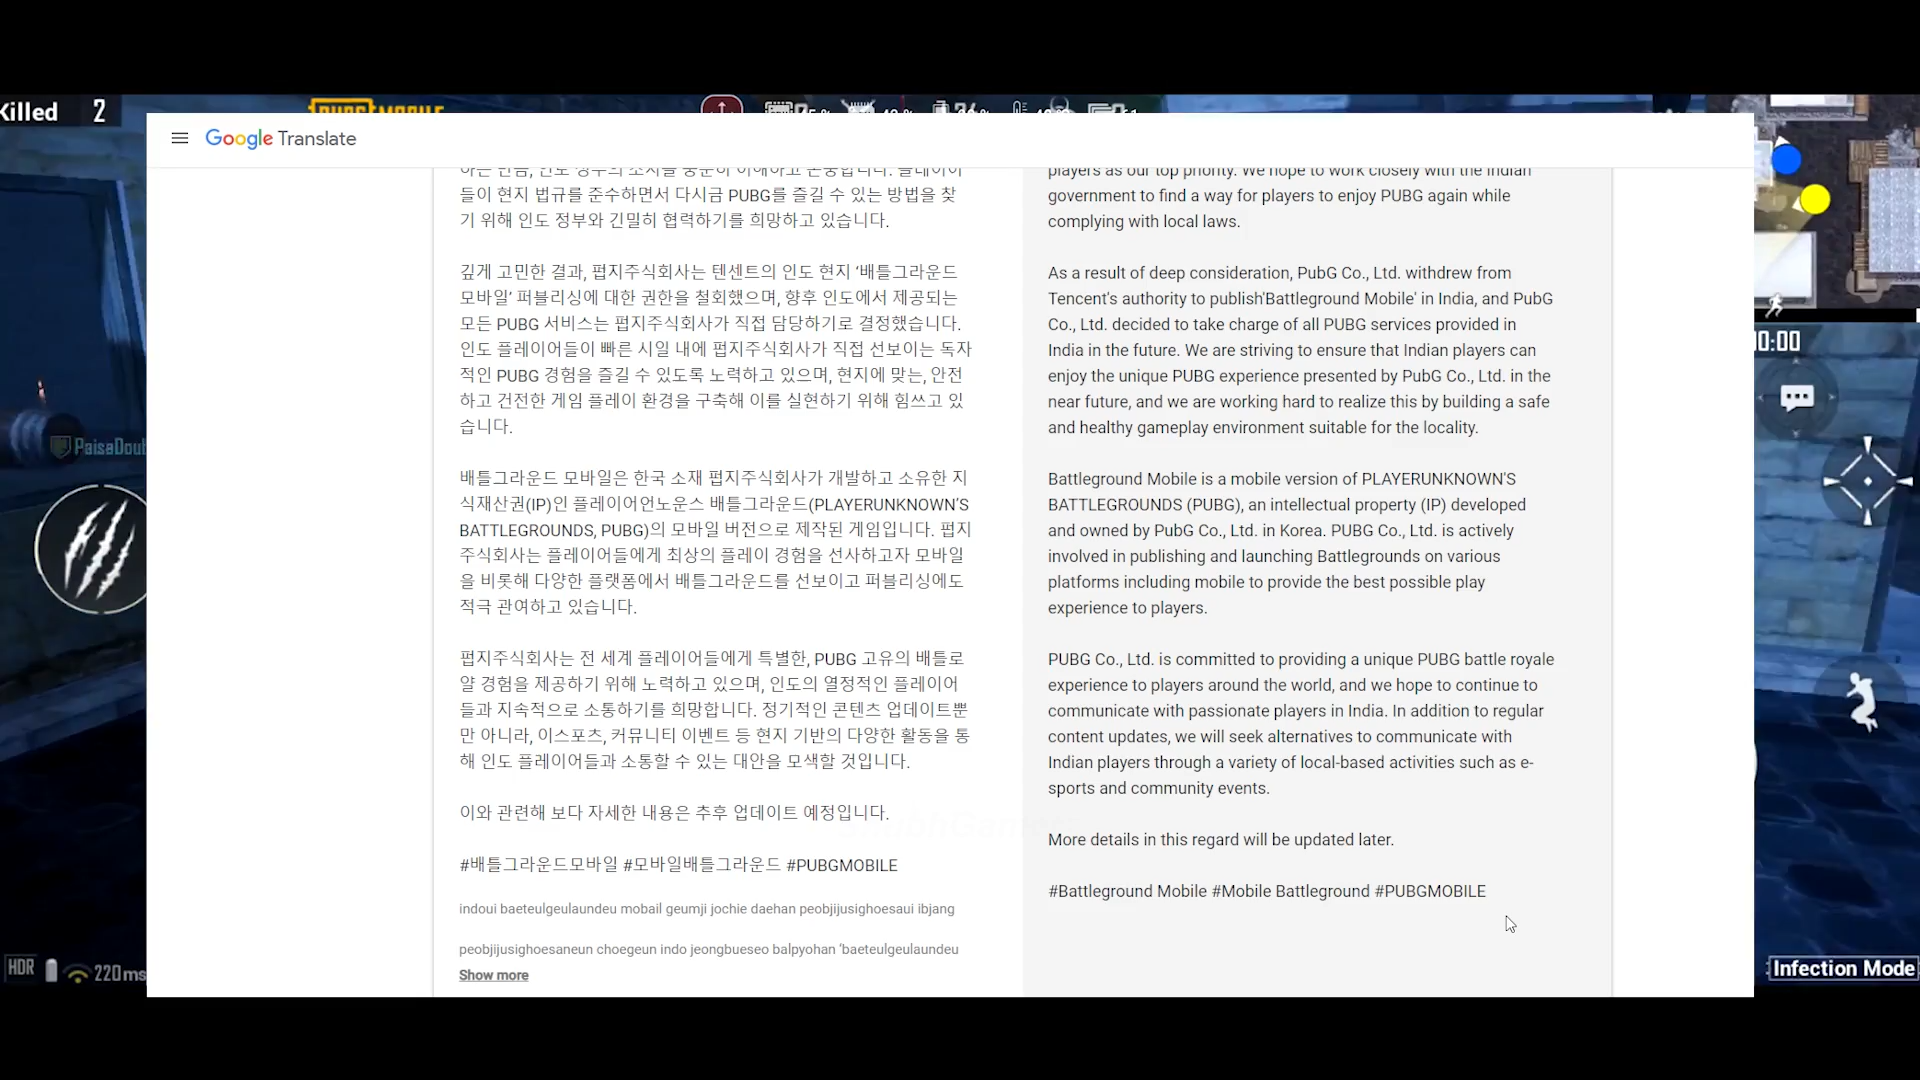 Killed 2
Google Translate
들이 현지 법규를 준수하면서 다시금 PUBG를 즐길 수 있는 방법을 찾
기 위해 인도 정부와 긴밀히 협력하기를 희망하고 있습니다.
깊게 고민한 결과, 펍지주식회사는 텐센트의 인도 현지 ‘배틀그라운드
모바일’ 퍼블리싱에 대한 권한을 철회했으며, 향후 인도에서 제공되는
모든 PUBG 서비스는 펍지주식회사가 직접 담당하기로 결정했습니다.
인도 플레이어들이 빠른 시일 내에 펍지주식회사가 직접 선보이는 독자
적인 PUBG 경험을 즐길 수 있도록 노력하고 있으며, 현지에 맞는, 안전
하고 건전한 게임 플레이 환경을 구축해 이를 실현하기 위해 힘쓰고 있
습니다.
배틀그라운드 모바일은 한국 소재 펍지주식회사가 개발하고 소유한 지
식재산권(IP)인 플레이어언노운스 배틀그라운드(PLAYERUNKNOWN’S
BATTLEGROUNDS, PUBG)의 모바일 버전으로 제작된 게임입니다. 펍지
주식회사는 플레이어들에게 최상의 플레이 경험을 선사하고자 모바일
을 비롯해 다양한 플랫폼에서 배틀그라운드를 선보이고 퍼블리싱에도
적극 관여하고 있습니다.
펍지주식회사는 전 세계 플레이어들에게 특별한, PUBG 고유의 배틀로
얄 경험을 제공하기 위해 노력하고 있으며, 인도의 열정적인 플레이어
들과 지속적으로 소통하기를 희망합니다. 정기적인 콘텐츠 업데이트뿐
만 아니라, 이스포츠, 커뮤니티 이벤트 등 현지 기반의 다양한 활동을 통
해 인도 플레이어들과 소통할 수 있는 대안을 모색할 것입니다.
이와 관련해 보다 자세한 내용은 추후 업데이트 예정입니다.
#배틀그라운드모바일 #모바일배틀그라운드 #PUBGMOBILE
indoui baeteulgeulaundeu mobail geumji jochie daehan peobjijusighoesaui ibjang
peobjijusighoesaneun choegeun indo jeongbueseo balpyohan ‘baeteulgeulaundeu
Show more
players as our top priority. We hope to work closely with the Indian
government to find a way for players to enjoy PUBG again while
complying with local laws.
As a result of deep consideration, PubG Co., Ltd. withdrew from
Tencent's authority to publish'Battleground Mobile' in India, and PubG
Co., Ltd. decided to take charge of all PUBG services provided in
India in the future. We are striving to ensure that Indian players can
enjoy the unique PUBG experience presented by PubG Co., Ltd. in the
near future, and we are working hard to realize this by building a safe
and healthy gameplay environment suitable for the locality.
Battleground Mobile is a mobile version of PLAYERUNKNOWN'S
BATTLEGROUNDS (PUBG), an intellectual property (IP) developed
and owned by PubG Co., Ltd. in Korea. PUBG Co., Ltd. is actively
involved in publishing and launching Battlegrounds on various
platforms including mobile to provide the best possible play
experience to players.
PUBG Co., Ltd. is committed to providing a unique PUBG battle royale
experience to players around the world, and we hope to continue to
communicate with passionate players in India. In addition to regular
content updates, we will seek alternatives to communicate with
Indian players through a variety of local-based activities such as e-
sports and community events.
More details in this regard will be updated later.
#Battleground Mobile #Mobile Battleground #PUBGMOBILE
PaisaDoub
HDR
220ms
Infection Mode